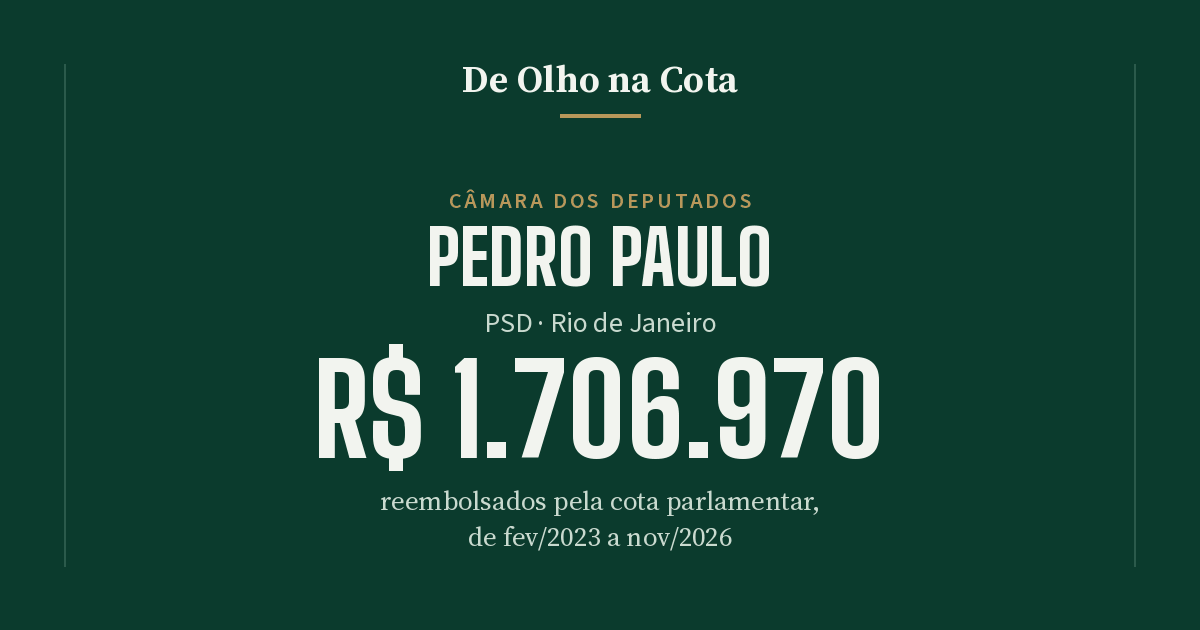 De Olho na Cota
CÂMARA DOS DEPUTADOS
PEDRO PAULO
PSD · Rio de Janeiro
R$ 1.706.970
reembolsados pela cota parlamentar,
de fev/2023 a nov/2026